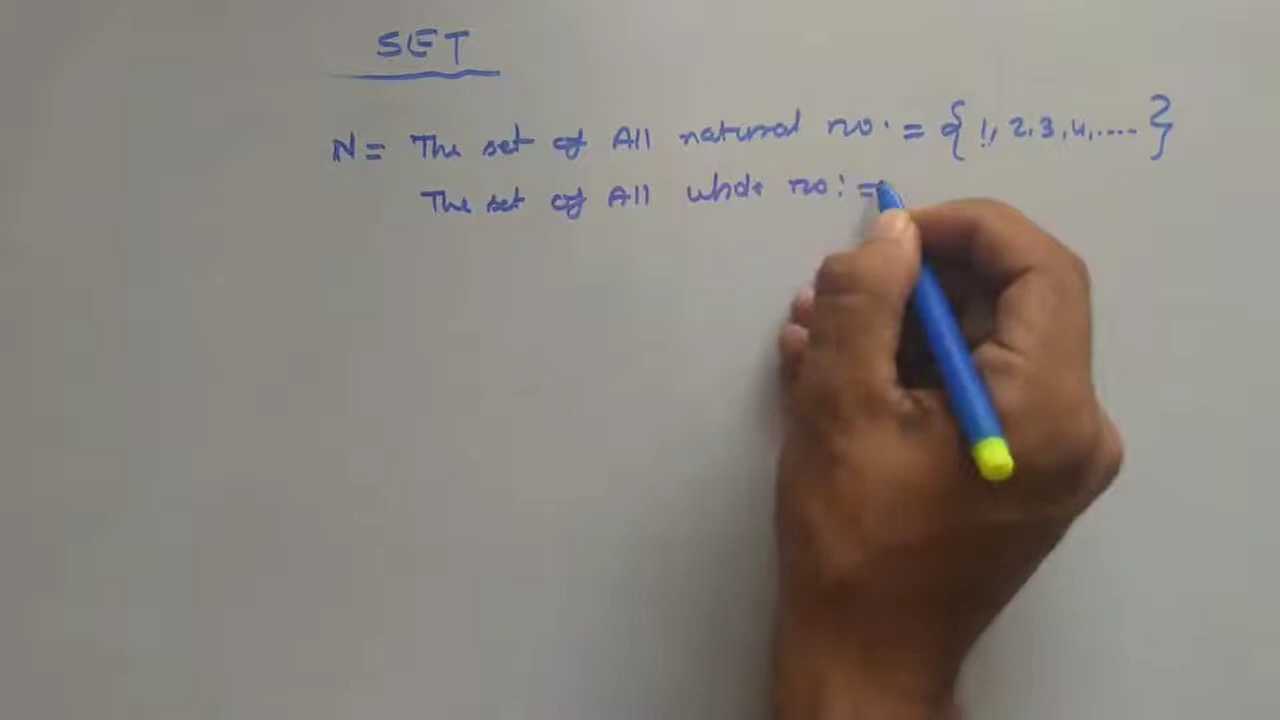 SET
N = The set of All natural no. = {1, 2, 3, 4, ..... }
The set of All whole no. =